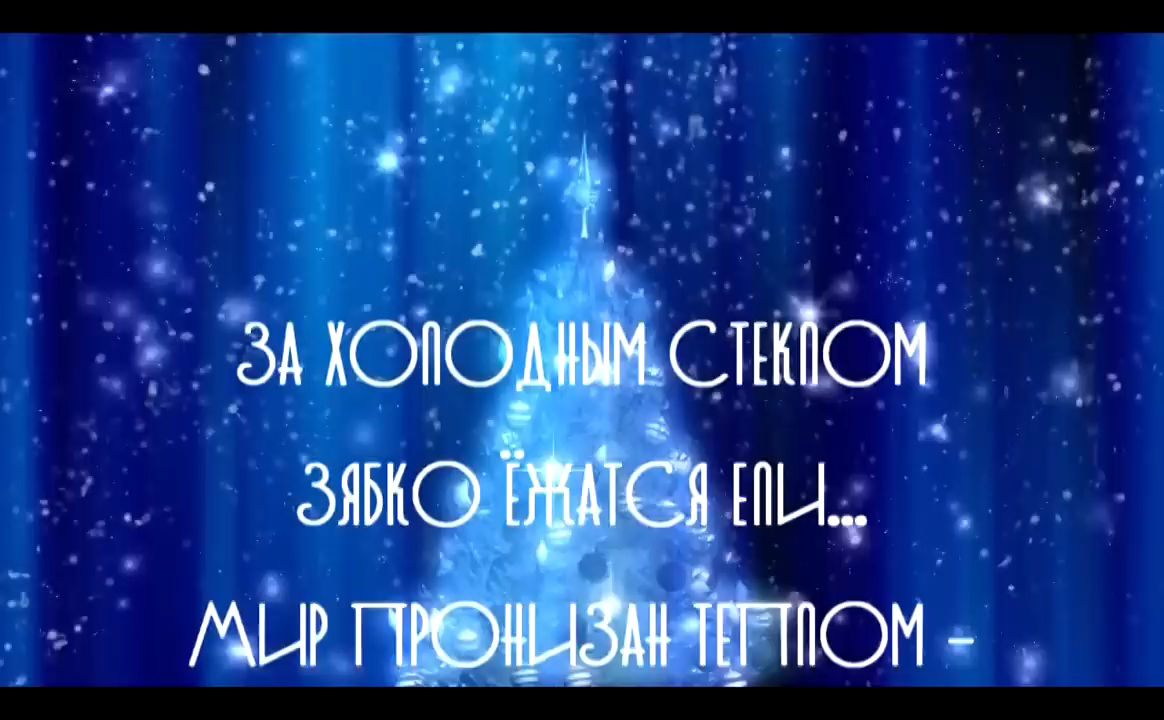 ЗА ХОЛОДНЫМ СТЕКЛОМ
ЗЯБКО ЁЖАТСЯ ЕЛИ...
МИР ПРОНИЗАН ТЕПЛОМ –